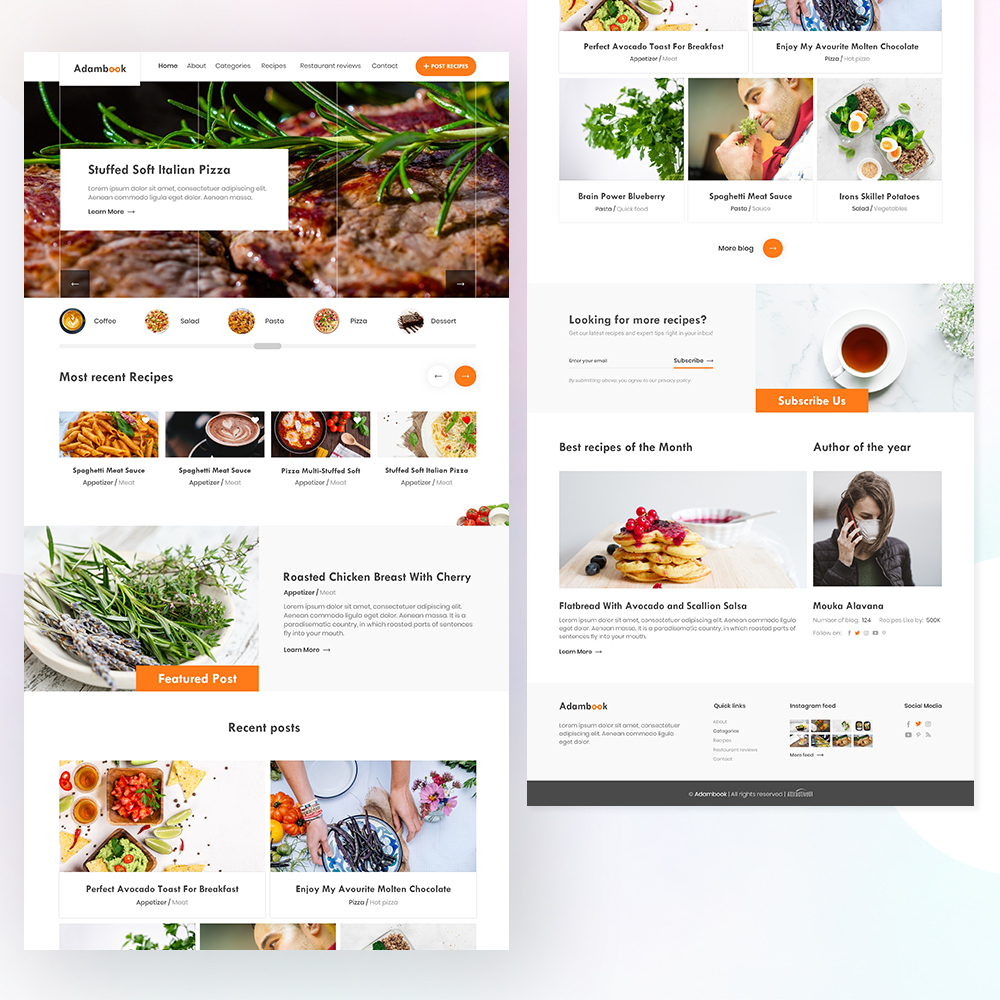 Adambook
Home About Categories Recipes Restaurant reviews Contact + POST RECIPES
Stuffed Soft Italian Pizza
Lorem ipsum dolor sit amet, consectetuer adipiscing elit.
Aenean commodo ligula eget dolor. Aenean massa.
Learn More →
← →
Coffee Salad Pasta Pizza Dessert
Most recent Recipes ← →
Spaghetti Meat Sauce Spaghetti Meat Sauce Pizza Multi-Stuffed Soft Stuffed Soft Italian Pizza
Appetizer / Meat Appetizer / Meat Appetizer / Meat Appetizer / Meat
Roasted Chicken Breast With Cherry
Appetizer / Meat
Lorem ipsum dolor sit amet, consectetuer adipiscing elit.
Aenean commodo ligula eget dolor. Aenean massa. It is a
paradisematic country, in which roasted parts of sentences
fly into your mouth.
Learn More →
Featured Post
Recent posts
Perfect Avocado Toast For Breakfast Enjoy My Avourite Molten Chocolate
Appetizer / Meat Pizza / Hot pizza
Perfect Avocado Toast For Breakfast Enjoy My Avourite Molten Chocolate
Appetizer / Meat Pizza / Hot pizza
Brain Power Blueberry Spaghetti Meat Sauce Irons Skillet Potatoes
Pasta / Quick food Pasta / Sauce Salad / Vegetables
More blog →
Looking for more recipes?
Get our latest recipes and expert tips right in your inbox!
Enter your email Subscribe →
By submitting above, you agree to our privacy policy.
Subscribe Us
Best recipes of the Month Author of the year
Flatbread With Avocado and Scallion Salsa
Lorem ipsum dolor sit amet, consectetuer adipiscing elit.
Aenean commodo ligula eget dolor. Aenean massa. It is a
paradisematic country, in which roasted parts of
sentences fly into your mouth.
Learn More →
Mouka Alavana
Number of blog: 124 Recipes Like by: 500K
Follow on:
Adambook Quick links Instagram feed Social Media
Lorem ipsum dolor sit amet, consectetuer
adipiscing elit. Aenean commodo ligula eget
dolor.
About
Categories
Recipes
Restaurant reviews
Contact
More feed →
© Adambook | All rights reserved |